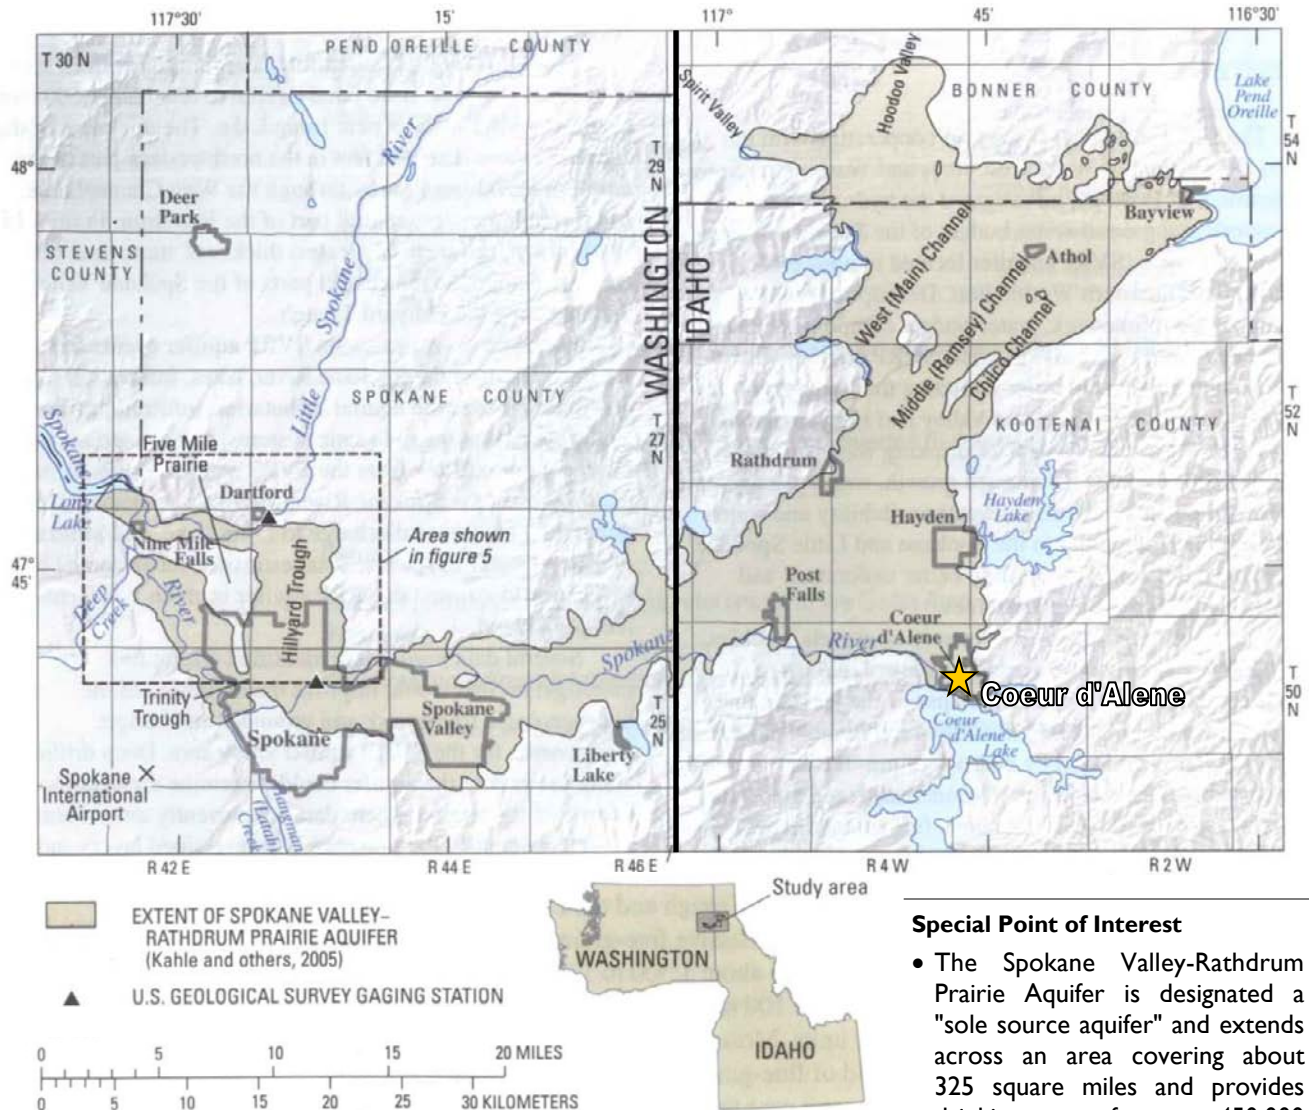 117°30'
15'
117°
45'
116°30'
T 30 N
PEND OREILLE COUNTY
Spirit Valley
Hoodoo Valley
BONNER COUNTY
Lake
Pend
Oreille
T
54
N
T
29
N
48°
River
Deer
Park
STEVENS
COUNTY
Spokane
Little
WASHINGTON
IDAHO
West (Main) Channel
Middle (Ramsey) Channel
Chilco Channel
Bayview
Athol
SPOKANE COUNTY
T
27
N
T
52
N
KOOTENAI COUNTY
Spokane
Long
Lake
Five Mile
Prairie
Dartford
Nine Mile
Falls
Area shown
in figure 5
Rathdrum
Hayden
Hayden
Lake
47°
45'
Deep
Creek
River
Hillyard Trough
Post
Falls
Coeur
d'Alene
Spokane
River
T
50
N
Coeur d'Alene
Coeur
d'Alene
Lake
Trinity
Trough
Spokane
Spokane
Valley
T
25
N
Liberty
Lake
Spokane
International
Airport
Hangman
(Latah)
Creek
R 42 E
R 44 E
R 46 E
R 4 W
R 2 W
EXTENT OF SPOKANE VALLEY–
RATHDRUM PRAIRIE AQUIFER
(Kahle and others, 2005)
U.S. GEOLOGICAL SURVEY GAGING STATION
0 5 10 15 20 MILES
0 5 10 15 20 25 30 KILOMETERS
Study area
WASHINGTON
IDAHO
Special Point of Interest
• The Spokane Valley-Rathdrum
Prairie Aquifer is designated a
"sole source aquifer" and extends
across an area covering about
325 square miles and provides